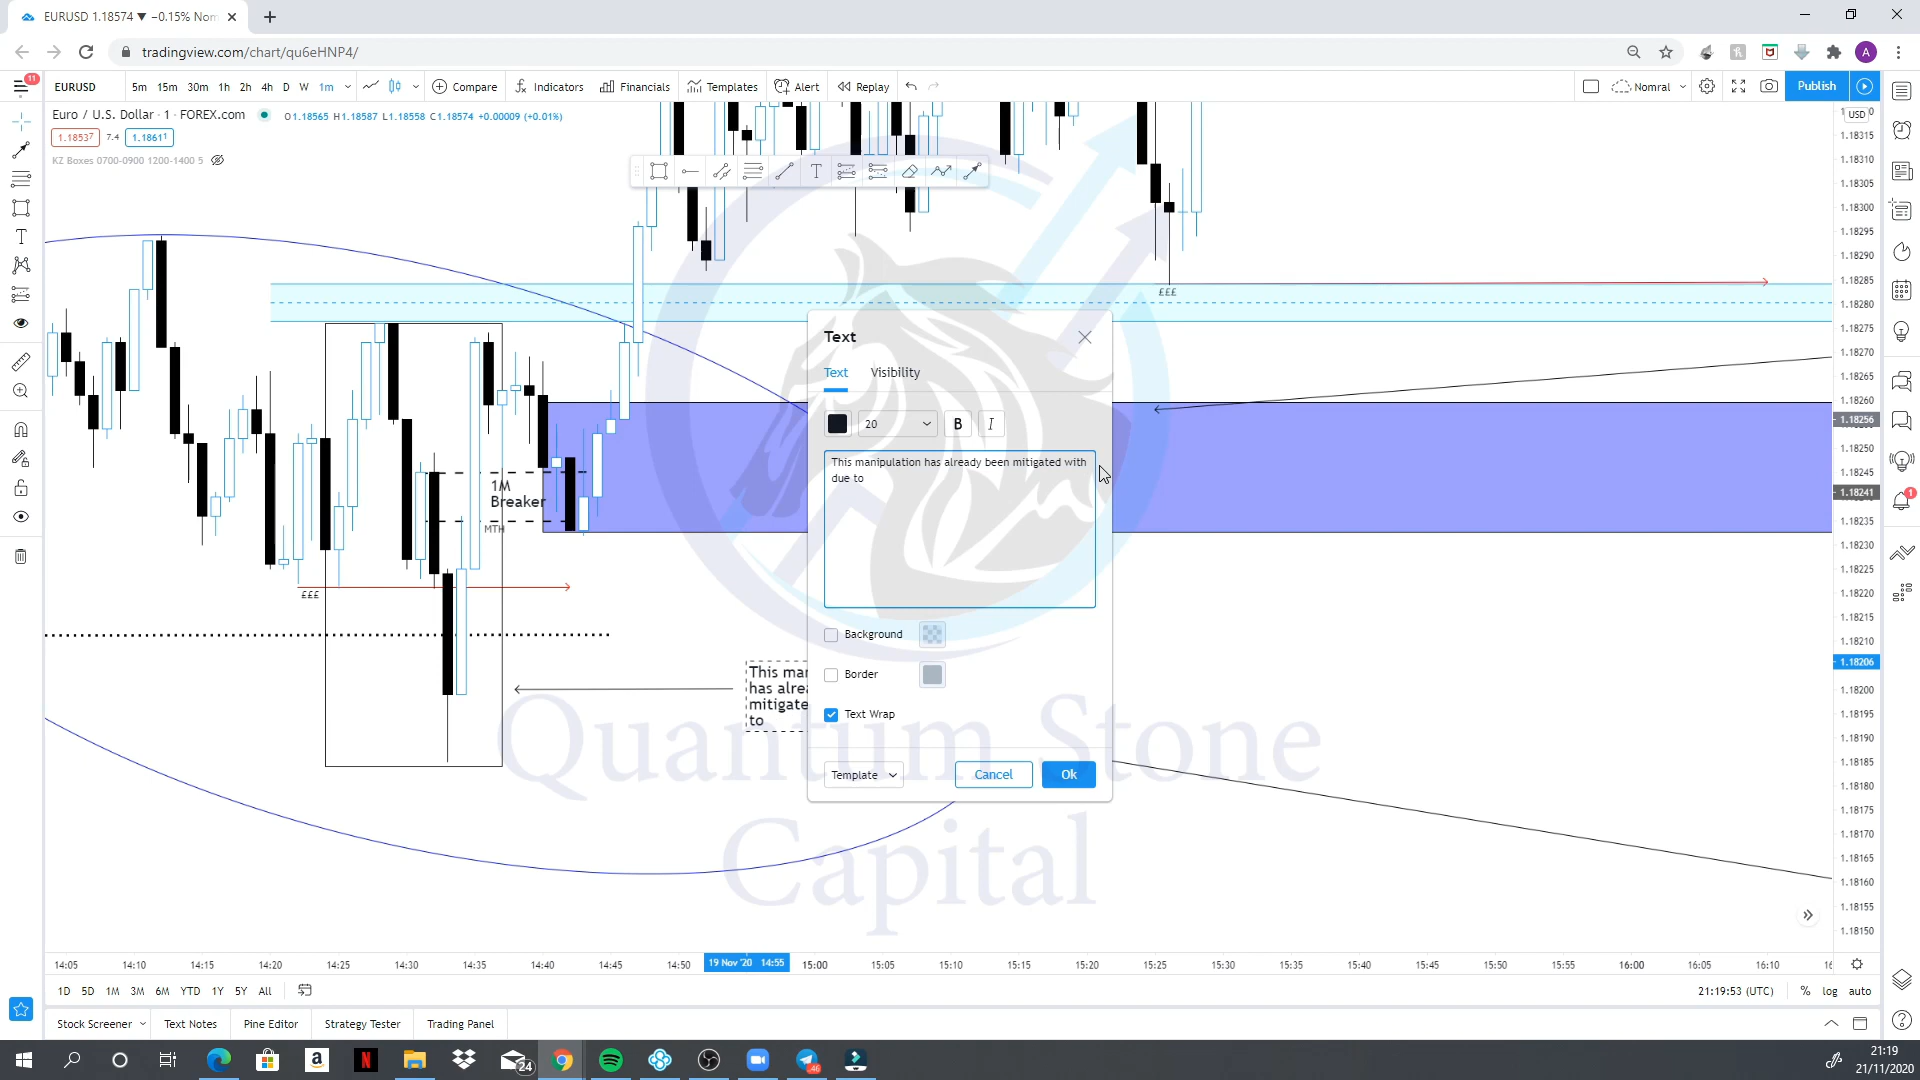 EURUSD 1.18574 ▼ −0.15% Nom
tradingview.com/chart/qu6eHNP4/
A
11
EURUSD 5m 15m 30m 1h 2h 4h D W 1m Compare Indicators Financials Templates Alert Replay Nomral Publish
Euro / U.S. Dollar · 1 · FOREX.com O1.18565 H1.18587 L1.18558 C1.18574 +0.00009 (+0.01%)
1.18537 7.4 1.18611
KZ Boxes 0700-0900 1200-1400 5
USD
1.18315
1.18310
1.18305
1.18300
1.18295
1.18290
1.18285
1.18280
1.18275
1.18270
1.18265
1.18260
1.18256
1.18250
1.18245
1.18241
1.18235
1.18230
1.18225
1.18220
1.18215
1.18210
1.18206
1.18200
1.18195
1.18190
1.18185
1.18180
1.18175
1.18170
1.18165
1.18160
1.18155
1.18150
£££
1M
Breaker
MTH
£££
This man
has alrea
mitigate
to
Text
Text Visibility
20 B I
This manipulation has already been mitigated with
due to
Background
Border
Text Wrap
Template Cancel Ok
Quantum Stone
Capital
1
14:05 14:10 14:15 14:20 14:25 14:30 14:35 14:40 14:45 14:50 19 Nov '20 14:55 15:00 15:05 15:10 15:15 15:20 15:25 15:30 15:35 15:40 15:45 15:50 15:55 16:00 16:05 16:10
1D 5D 1M 3M 6M YTD 1Y 5Y All 21:19:53 (UTC) % log auto
Stock Screener Text Notes Pine Editor Strategy Tester Trading Panel
24
46
21:19
21/11/2020